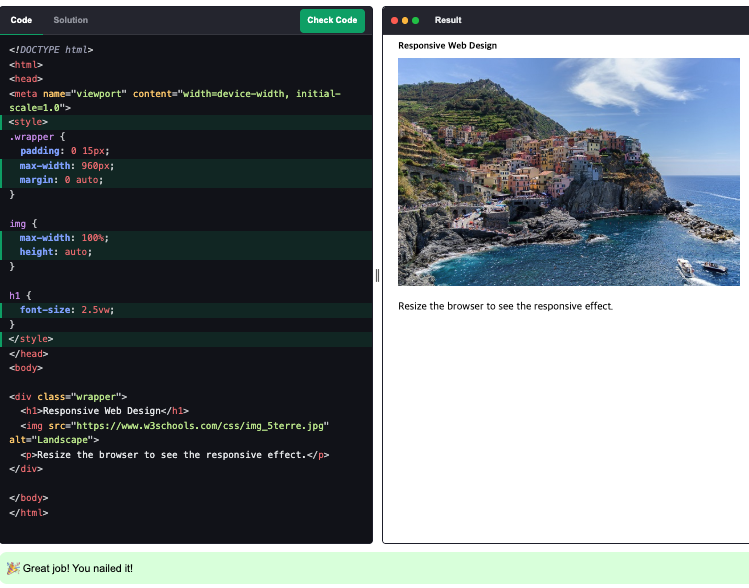 Code Solution Check Code
<!DOCTYPE html>
<html>
<head>
<meta name="viewport" content="width=device-width, initial-
scale=1.0">
<style>
.wrapper {
  padding: 0 15px;
  max-width: 960px;
  margin: 0 auto;
}
img {
  max-width: 100%;
  height: auto;
}
h1 {
  font-size: 2.5vw;
}
</style>
</head>
<body>
<div class="wrapper">
  <h1>Responsive Web Design</h1>
  <img src="https://www.w3schools.com/css/img_5terre.jpg"
alt="Landscape">
  <p>Resize the browser to see the responsive effect.</p>
</div>
</body>
</html>
Result
Responsive Web Design
Resize the browser to see the responsive effect.
🎉 Great job! You nailed it!